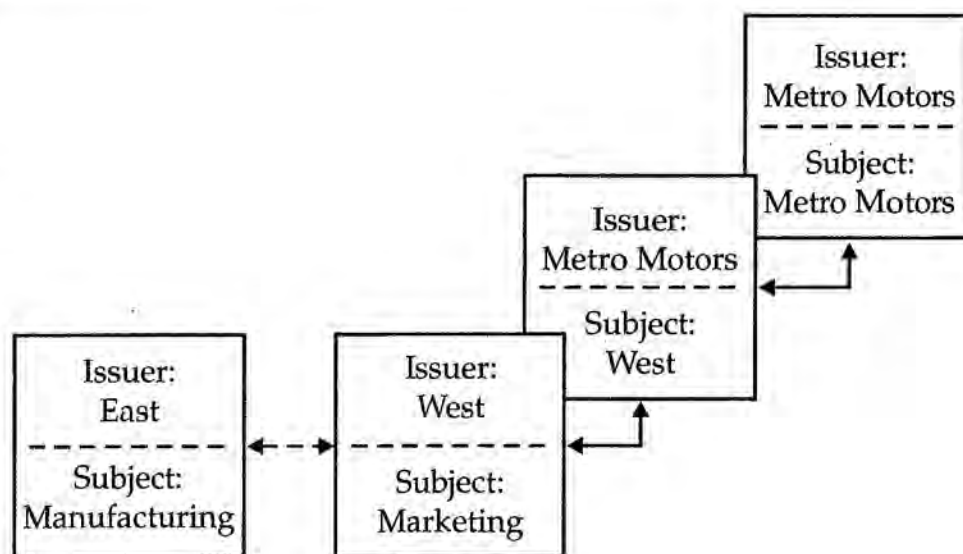 Issuer:
Metro Motors
Subject:
Metro Motors
Issuer:
Metro Motors
Subject:
West
Issuer:
East
Subject:
Manufacturing
Issuer:
West
Subject:
Marketing